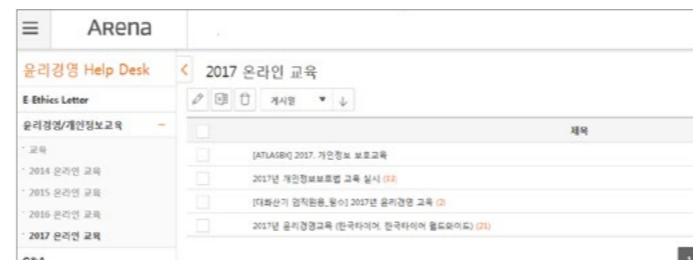 Arena
윤리경영 Help Desk
2017 온라인 교육
E-Ethics Letter
게시일
윤리경영/개인정보교육
제목
교육
[ATLASBX] 2017. 개인정보 보호교육
2014 온라인 교육
2017년 개인정보보호법 교육 실시 (33)
2015 온라인 교육
[대화산기 임직원용_필수] 2017년 윤리경영 교육 (2)
2016 온라인 교육
2017년 윤리경영교육 (한국타이어, 한국타이어 월드와이드) (21)
2017 온라인 교육
Q&A
1